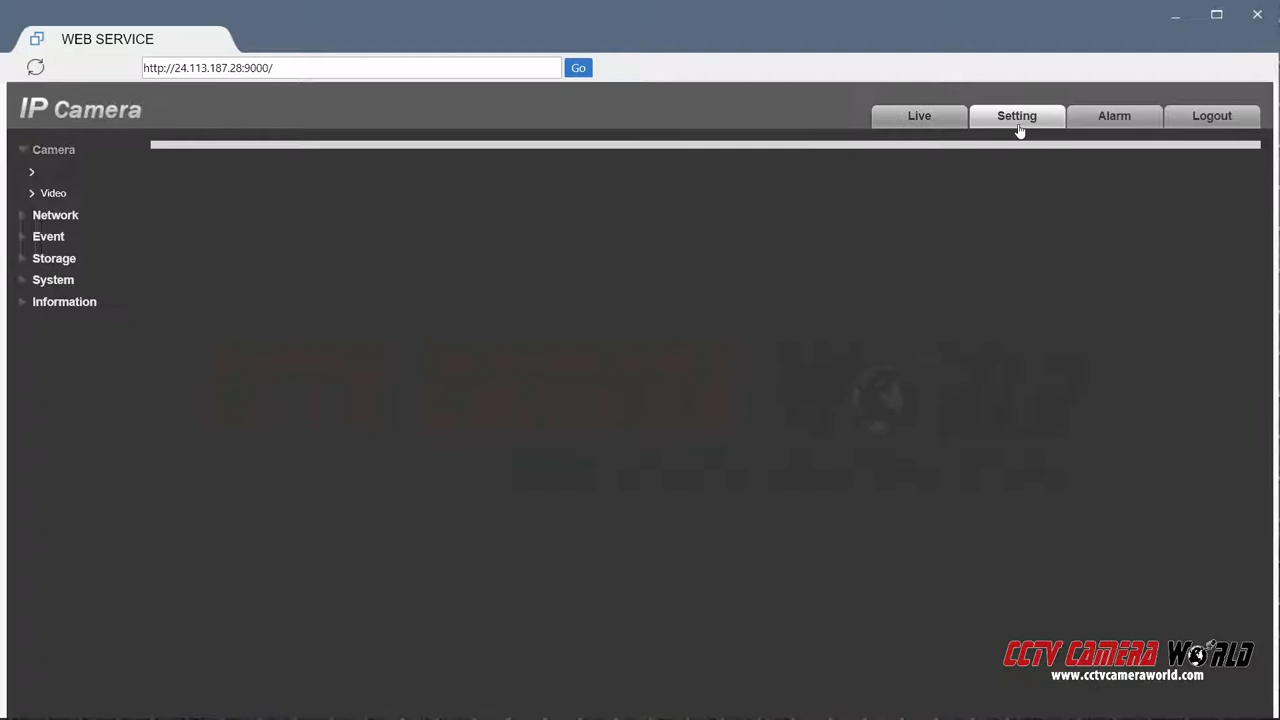 WEB SERVICE
http://24.113.187.28:9000/
Go
IP Camera
Live
Setting
Alarm
Logout
Camera
Video
Network
Event
Storage
System
Information
CCTV CAMERA WORLD
www.cctvcameraworld.com